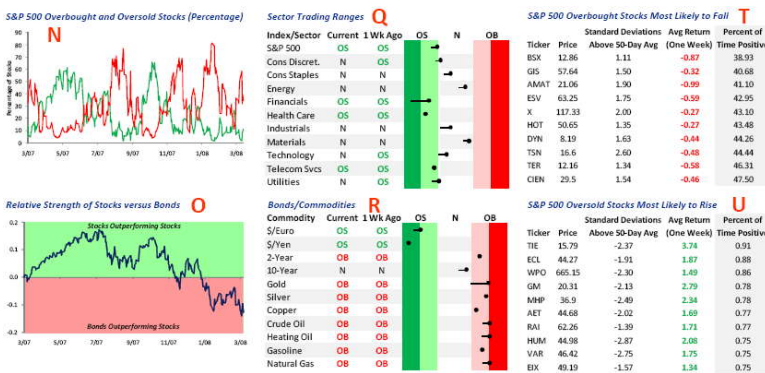 S&P 500 Overbought and Oversold Stocks (Percentage)
N
Percentage of Stocks
90
80
70
60
50
40
30
20
10
0
3/07 5/07 7/07 9/07 11/07 1/08 3/08
Sector Trading Ranges Q
Index/Sector Current 1 Wk Ago OS N OB
S&P 500 OS OS
Cons Discret. N OS
Cons Staples N N
Energy N N
Financials OS OS
Health Care OS OS
Industrials N N
Materials N N
Technology N OS
Telecom Svcs OS OS
Utilities N OS
S&P 500 Overbought Stocks Most Likely to Fall T
Standard Deviations Avg Return Percent of
Ticker Price Above 50-Day Avg (One Week) Time Positive
BSX 12.86 1.11 -0.87 38.93
GIS 57.64 1.50 -0.32 40.68
AMAT 21.06 1.90 -0.99 41.10
ESV 63.25 1.75 -0.59 42.95
X 117.33 2.00 -0.27 43.10
HOT 50.65 1.35 -0.27 43.48
DYN 8.19 1.63 -0.44 44.26
TSN 16.6 2.60 -0.48 44.44
TER 12.16 1.34 -0.58 46.31
CIEN 29.5 1.54 -0.46 47.50
Relative Strength of Stocks versus Bonds O
0.2
0.1
0.0
-0.1
-0.2
Stocks Outperforming Stocks
Bonds Outperforming Stocks
3/07 5/07 7/07 9/07 11/07 1/08 3/08
Bonds/Commodities R
Commodity Current 1 Wk Ago OS N OB
$/Euro OS OS
$/Yen OS OS
2-Year OB OB
10-Year N N
Gold OB OB
Silver OB OB
Copper OB OB
Crude Oil OB OB
Heating Oil OB OB
Gasoline OB OB
Natural Gas OB OB
S&P 500 Oversold Stocks Most Likely to Rise U
Standard Deviations Avg Return Percent of
Ticker Price Above 50-Day Avg (One Week) Time Positive
TIE 15.79 -2.37 3.74 0.91
ECL 44.27 -1.91 1.87 0.88
WPO 665.15 -2.30 1.49 0.86
GM 20.31 -2.13 2.79 0.78
MHP 36.9 -2.49 2.34 0.78
AET 44.68 -2.02 1.69 0.77
RAI 62.26 -1.39 1.71 0.77
HUM 44.98 -2.87 2.08 0.75
VAR 46.42 -2.75 1.75 0.75
EIX 49.19 -1.57 1.34 0.75